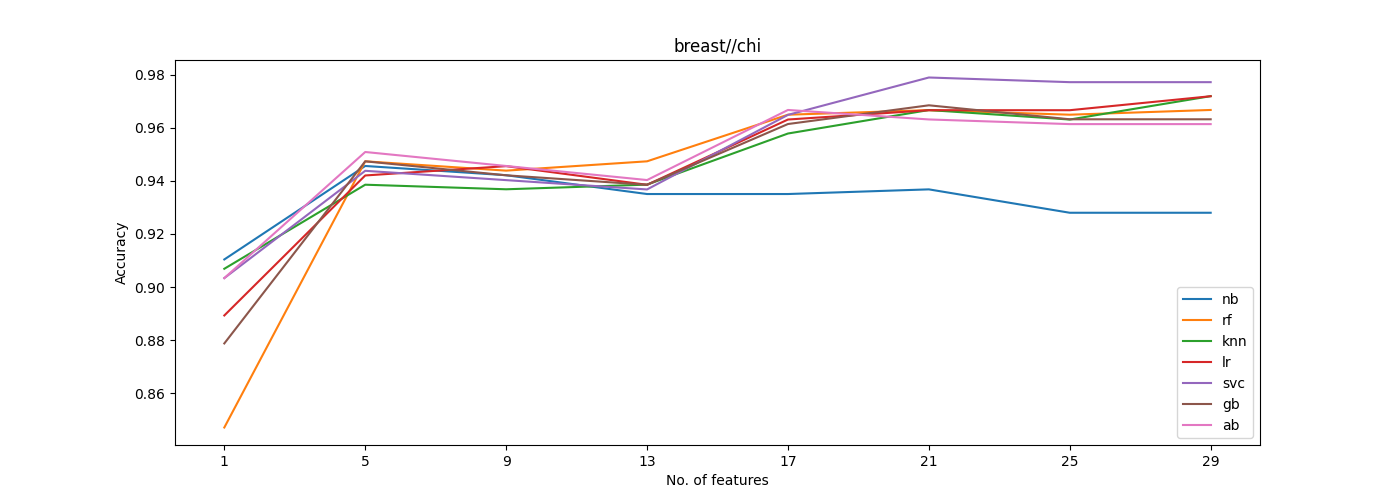 breast//chi
Accuracy
0.98
0.96
0.94
0.92
0.90
0.88
0.86
1 5 9 13 17 21 25 29
No. of features
nb
rf
knn
lr
svc
gb
ab